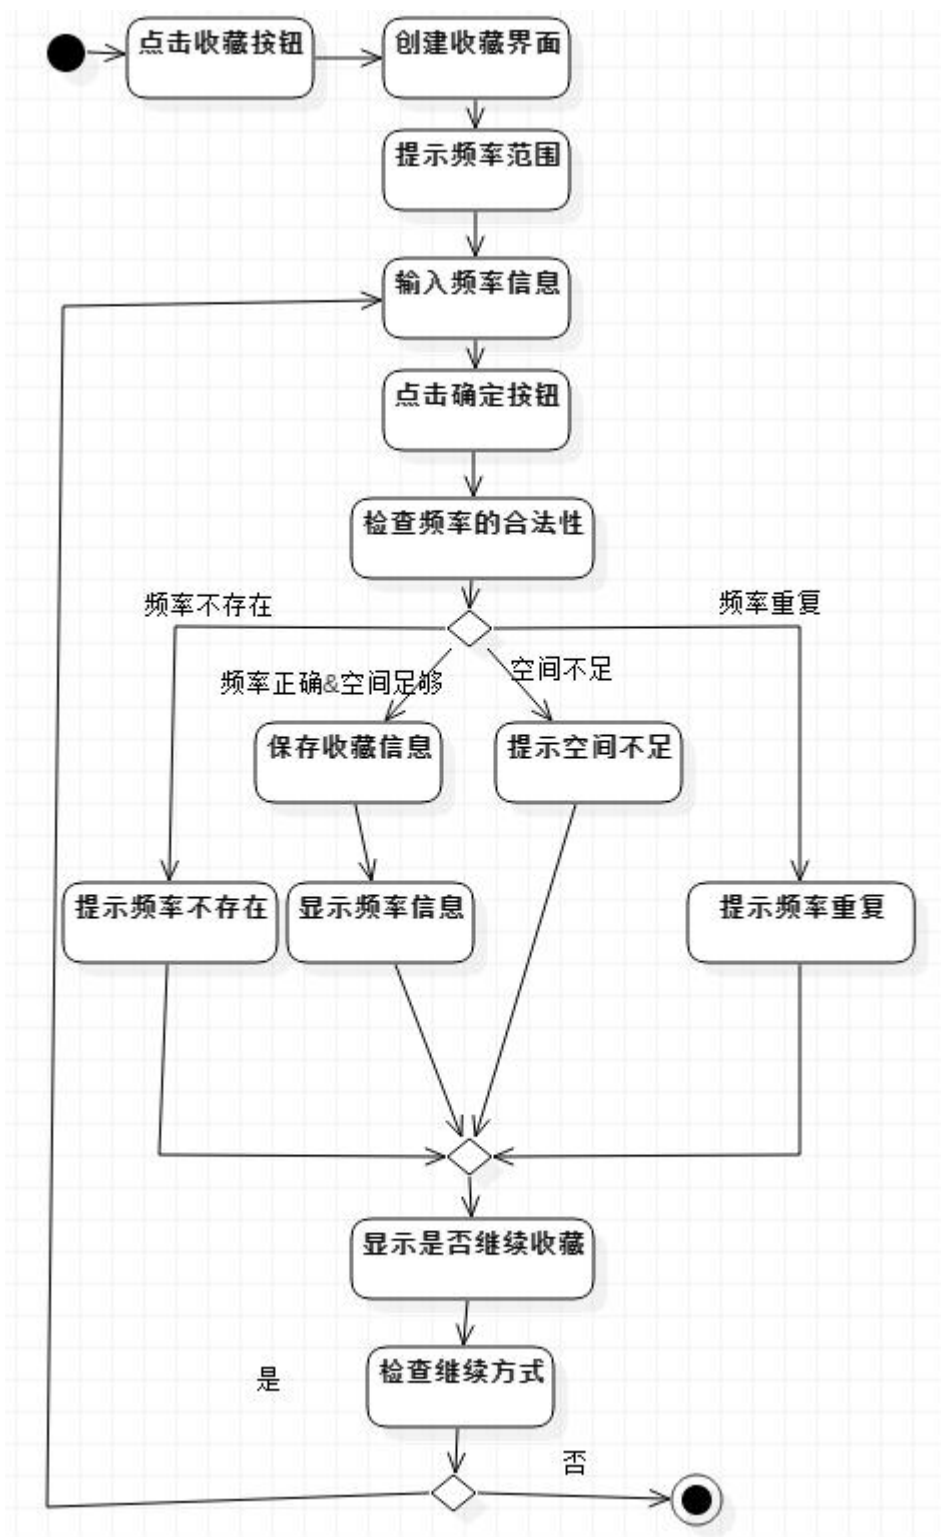 点击收藏按钮
创建收藏界面
提示频率范围
输入频率信息
点击确定按钮
检查频率的合法性
频率不存在
频率重复
频率正确&空间足够
空间不足
保存收藏信息
提示空间不足
提示频率不存在
显示频率信息
提示频率重复
显示是否继续收藏
检查继续方式
是
否